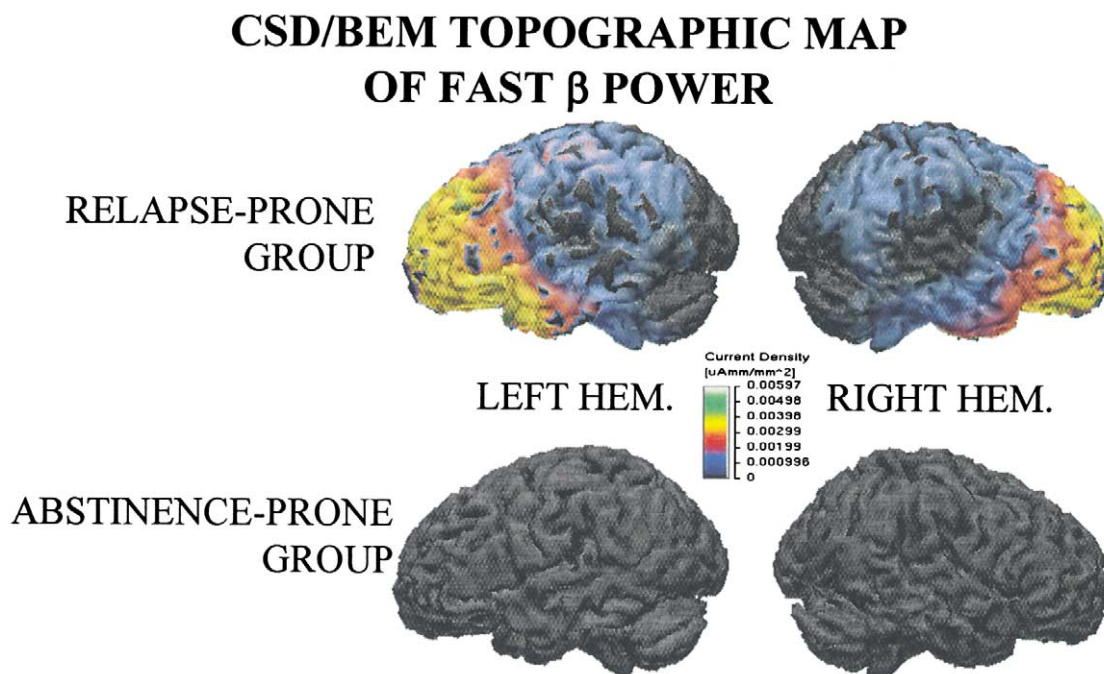 CSD/BEM TOPOGRAPHIC MAP
OF FAST β POWER
RELAPSE-PRONE
GROUP
LEFT HEM.
Current Density
[uAmm/mm^2]
0.00597
0.00498
0.00398
0.00299
0.00199
0.000996
0
RIGHT HEM.
ABSTINENCE-PRONE
GROUP